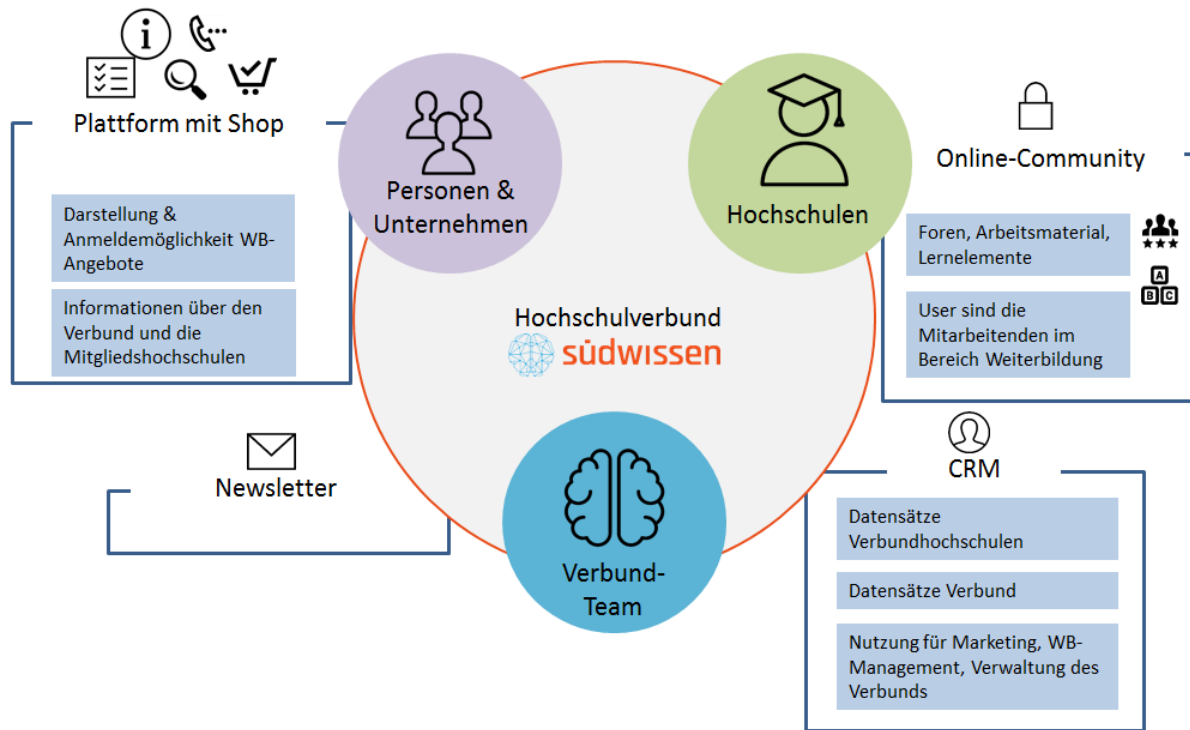 Plattform mit Shop
Darstellung &
Anmeldemöglichkeit WB-
Angebote
Informationen über den
Verbund und die
Mitgliedshochschulen
Personen &
Unternehmen
Hochschulen
Online-Community
Foren, Arbeitsmaterial,
Lernelemente
User sind die
Mitarbeitenden im
Bereich Weiterbildung
A
B C
Hochschulverbund
südwissen
Newsletter
Verbund-
Team
CRM
Datensätze
Verbundhochschulen
Datensätze Verbund
Nutzung für Marketing, WB-
Management, Verwaltung des
Verbunds